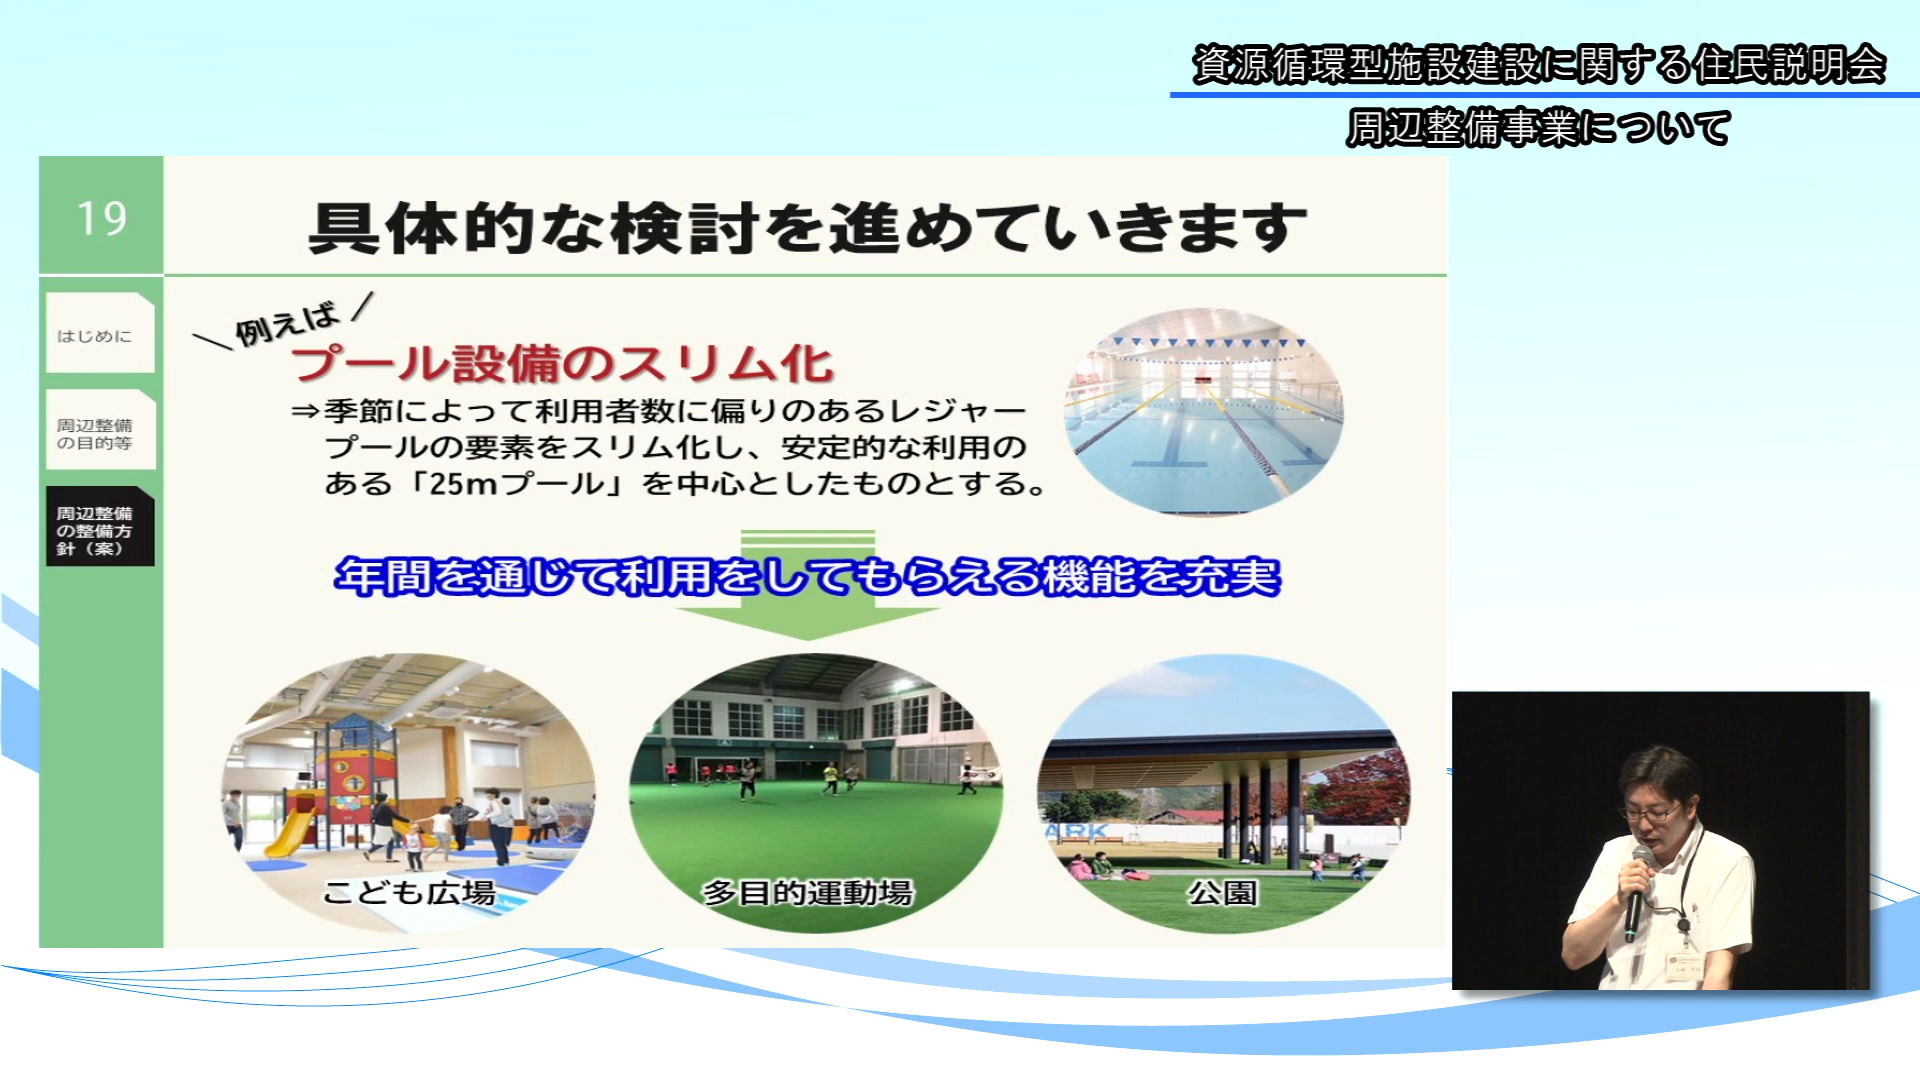 資源循環型施設建設に関する住民説明会
周辺整備事業について
19
具体的な検討を進めていきます
はじめに
周辺整備
の目的等
周辺整備
の整備方
針（案）
＼例えば／
プール設備のスリム化
⇒季節によって利用者数に偏りのあるレジャー
プールの要素をスリム化し、安定的な利用の
ある「25mプール」を中心としたものとする。
年間を通じて利用をしてもらえる機能を充実
ARK
こども広場
多目的運動場
公園